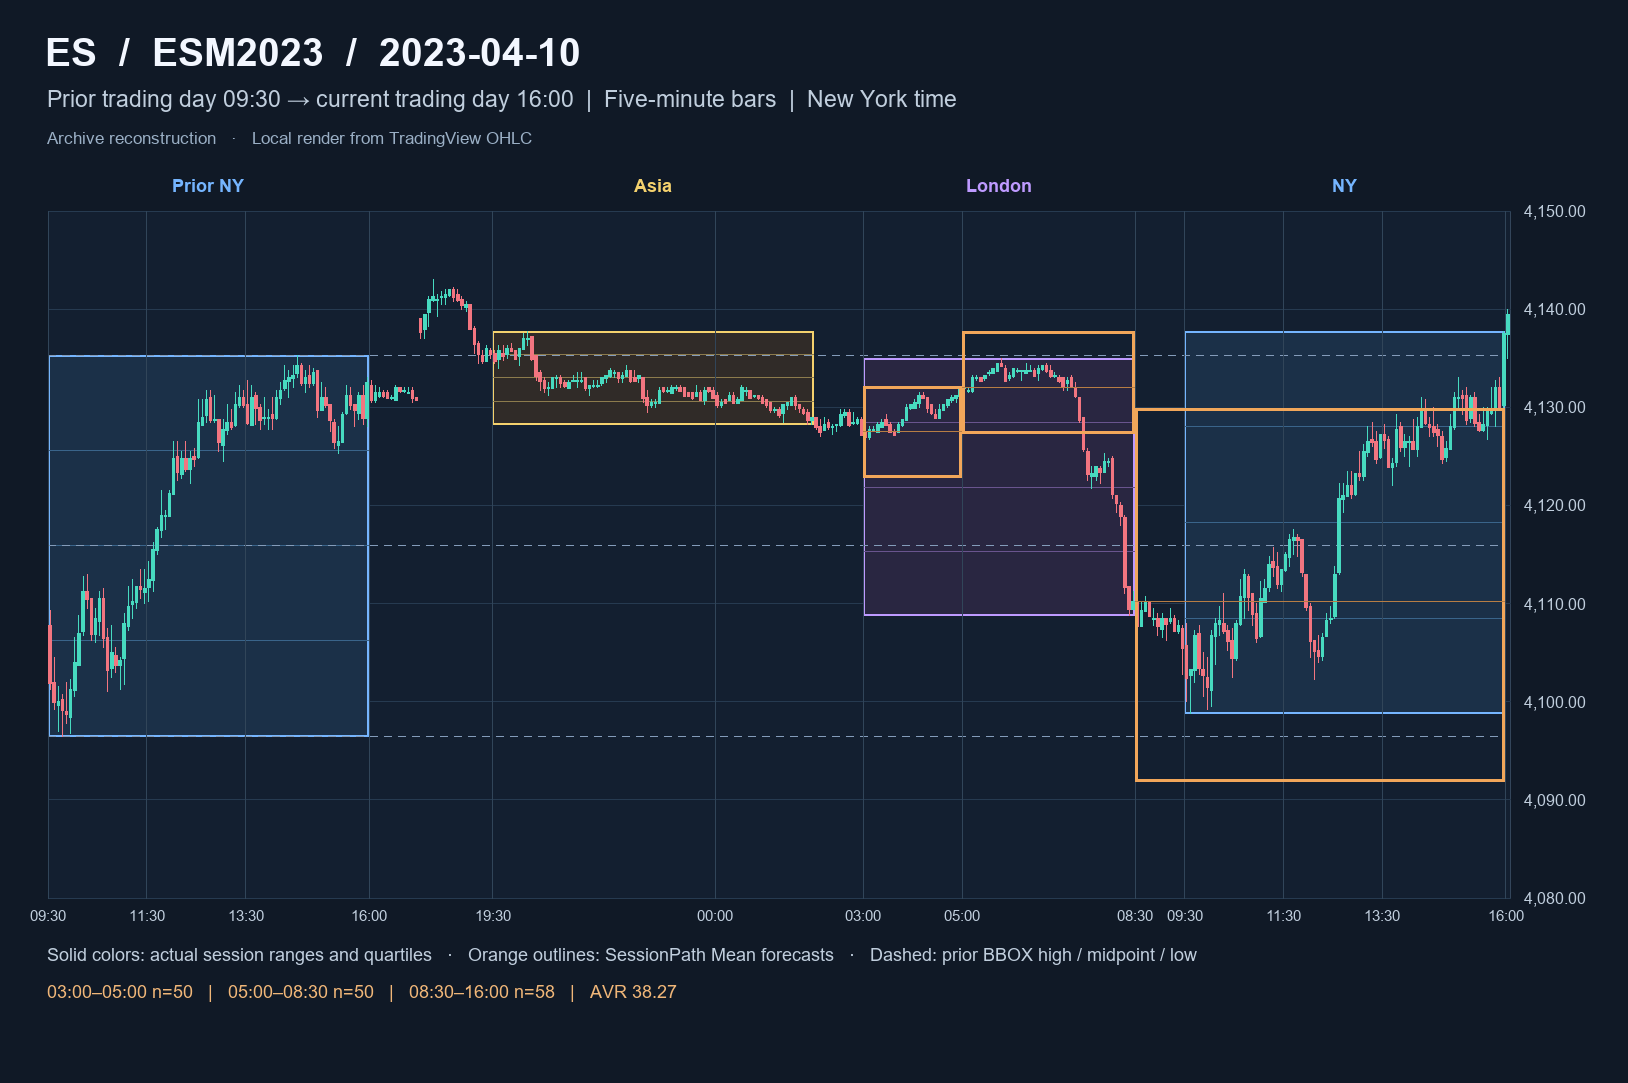 ES / ESM2023 / 2023-04-10
Prior trading day 09:30 → current trading day 16:00 | Five-minute bars | New York time
Archive reconstruction · Local render from TradingView OHLC
Prior NY Asia London NY
4,150.00
4,140.00
4,130.00
4,120.00
4,110.00
4,100.00
4,090.00
4,080.00
09:30 11:30 13:30 16:00 19:30 00:00 03:00 05:00 08:30 09:30 11:30 13:30 16:00
Solid colors: actual session ranges and quartiles · Orange outlines: SessionPath Mean forecasts · Dashed: prior BBOX high / midpoint / low
03:00–05:00 n=50 | 05:00–08:30 n=50 | 08:30–16:00 n=58 | AVR 38.27